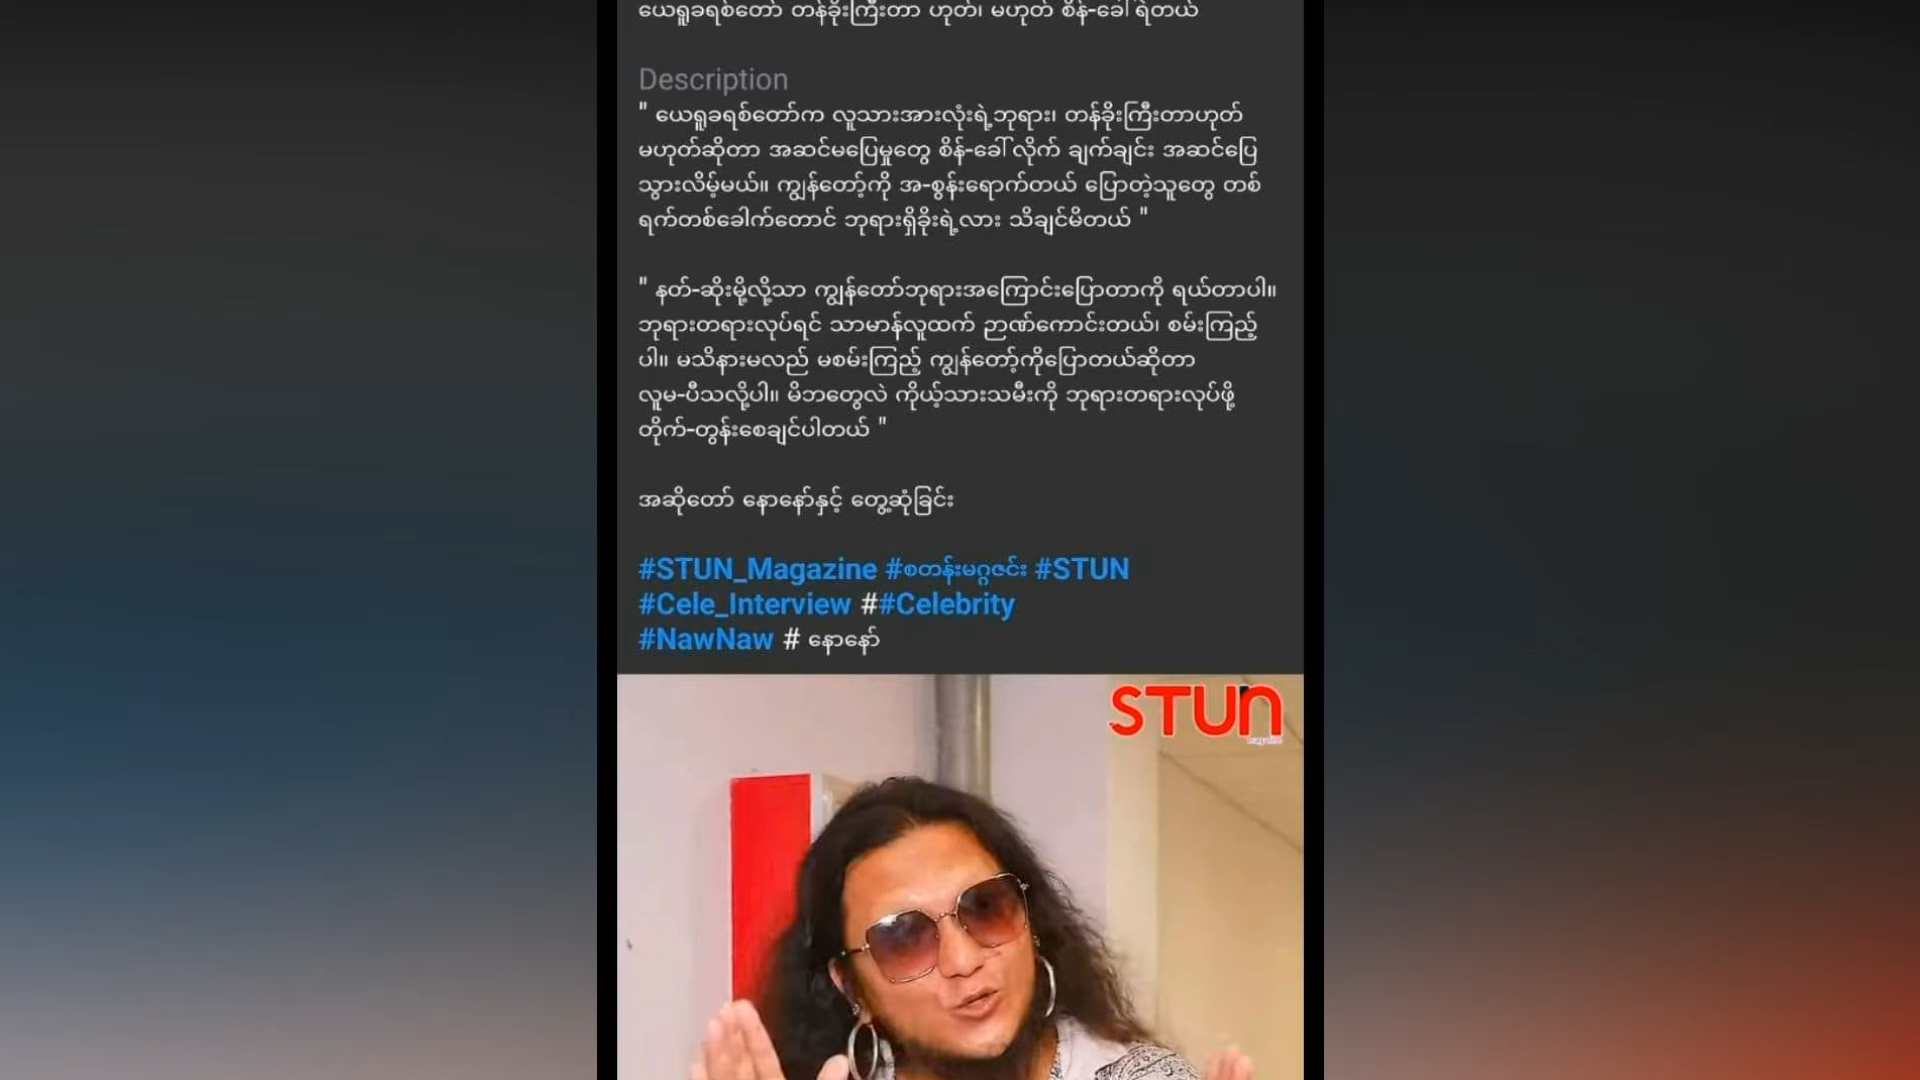 ယေရှုခရစ်တော် တန်ခိုးကြီးတာ ဟုတ်၊ မဟုတ် စိန်-ခေါ်ရဲတယ်
Description
" ယေရှုခရစ်တော်က လူသားအားလုံးရဲ့ဘုရား၊ တန်ခိုးကြီးတာဟုတ်
မဟုတ်ဆိုတာ အဆင်မပြေမှုတွေ စိန်-ခေါ်လိုက် ချက်ချင်း အဆင်ပြေ
သွားလိမ့်မယ်။ ကျွန်တော့်ကို အ-စွန်းရောက်တယ် ပြောတဲ့သူတွေ တစ်
ရက်တစ်ခေါက်တောင် ဘုရားရှိခိုးရဲ့လား သိချင်မိတယ် "
" နတ်-ဆိုးမို့လို့သာ ကျွန်တော်ဘုရားအကြောင်းပြောတာကို ရယ်တာပါ။
ဘုရားတရားလုပ်ရင် သာမာန်လူထက် ဉာဏ်ကောင်းတယ်၊ စမ်းကြည့်
ပါ။ မသိနားမလည် မစမ်းကြည့် ကျွန်တော့်ကိုပြောတယ်ဆိုတာ
လူမ-ပီသလို့ပါ။ မိဘတွေလဲ ကိုယ့်သားသမီးကို ဘုရားတရားလုပ်ဖို့
တိုက်-တွန်းစေချင်ပါတယ် "
အဆိုတော် နောနော်နှင့် တွေ့ဆုံခြင်း
#STUN_Magazine #စတန်းမဂ္ဂဇင်း #STUN
#Cele_Interview ##Celebrity
#NawNaw # နောနော်
STUN
magazine